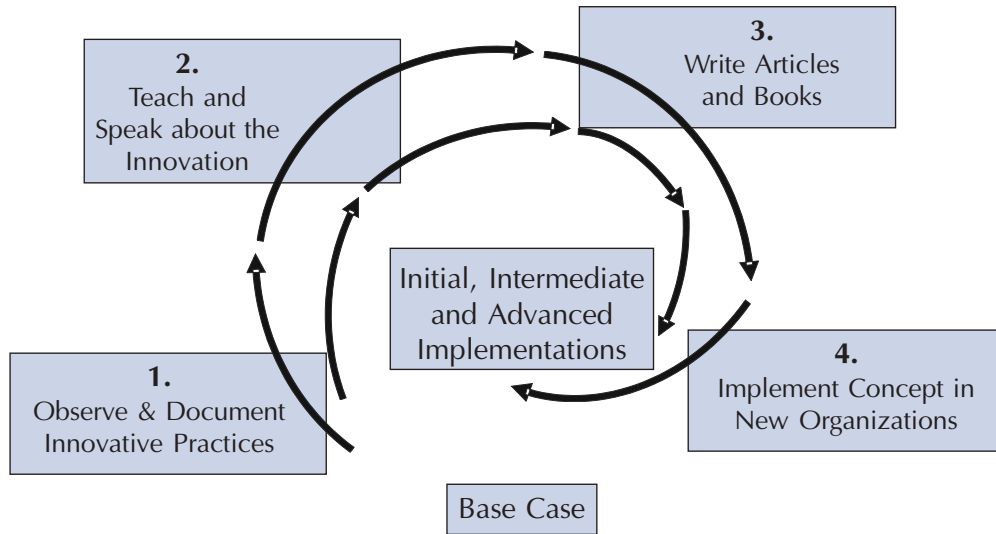 1.
Observe & Document
Innovative Practices
2.
Teach and
Speak about the
Innovation
3.
Write Articles
and Books
4.
Implement Concept in
New Organizations
Initial, Intermediate
and Advanced
Implementations
Base Case